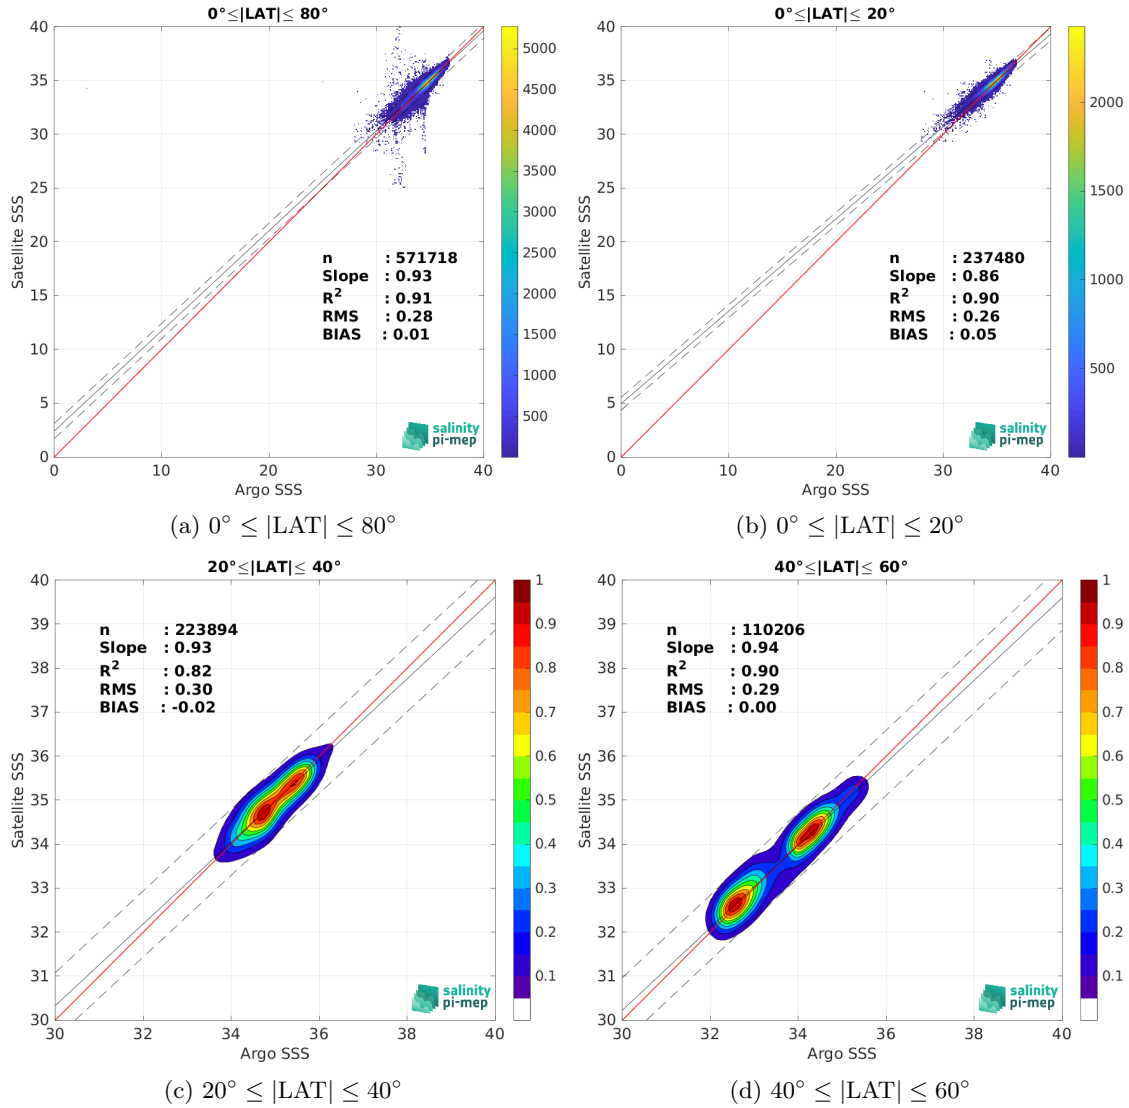 0°≤|LAT|≤ 80°
40
35
30
25
20
15
10
5
0
Satellite SSS
n : 571718
Slope : 0.93
R² : 0.91
RMS : 0.28
BIAS : 0.01
salinity
pi-mep
0 10 20 30 40
Argo SSS
5000
4500
4000
3500
3000
2500
2000
1500
1000
500
(a) 0° ≤ |LAT| ≤ 80°
0°≤|LAT|≤ 20°
40
35
30
25
20
15
10
5
0
Satellite SSS
n : 237480
Slope : 0.86
R² : 0.90
RMS : 0.26
BIAS : 0.05
salinity
pi-mep
0 10 20 30 40
Argo SSS
2000
1500
1000
500
(b) 0° ≤ |LAT| ≤ 20°
20°≤|LAT|≤ 40°
40
39
38
37
36
35
34
33
32
31
30
Satellite SSS
n : 223894
Slope : 0.93
R² : 0.82
RMS : 0.30
BIAS : -0.02
salinity
pi-mep
30 32 34 36 38 40
Argo SSS
1
0.9
0.8
0.7
0.6
0.5
0.4
0.3
0.2
0.1
(c) 20° ≤ |LAT| ≤ 40°
40°≤|LAT|≤ 60°
40
39
38
37
36
35
34
33
32
31
30
Satellite SSS
n : 110206
Slope : 0.94
R² : 0.90
RMS : 0.29
BIAS : 0.00
salinity
pi-mep
30 32 34 36 38 40
Argo SSS
1
0.9
0.8
0.7
0.6
0.5
0.4
0.3
0.2
0.1
(d) 40° ≤ |LAT| ≤ 60°